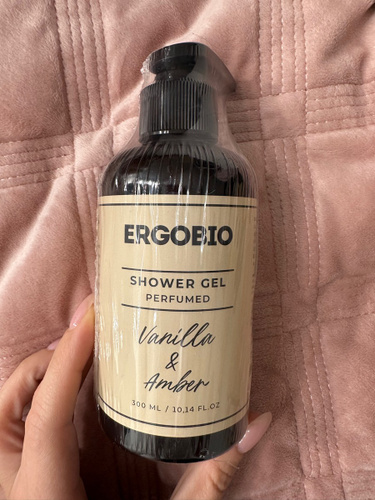 ERGOBIO
SHOWER GEL
PERFUMED
Vanilla
&
Amber
300 ML / 10,14 FL.OZ